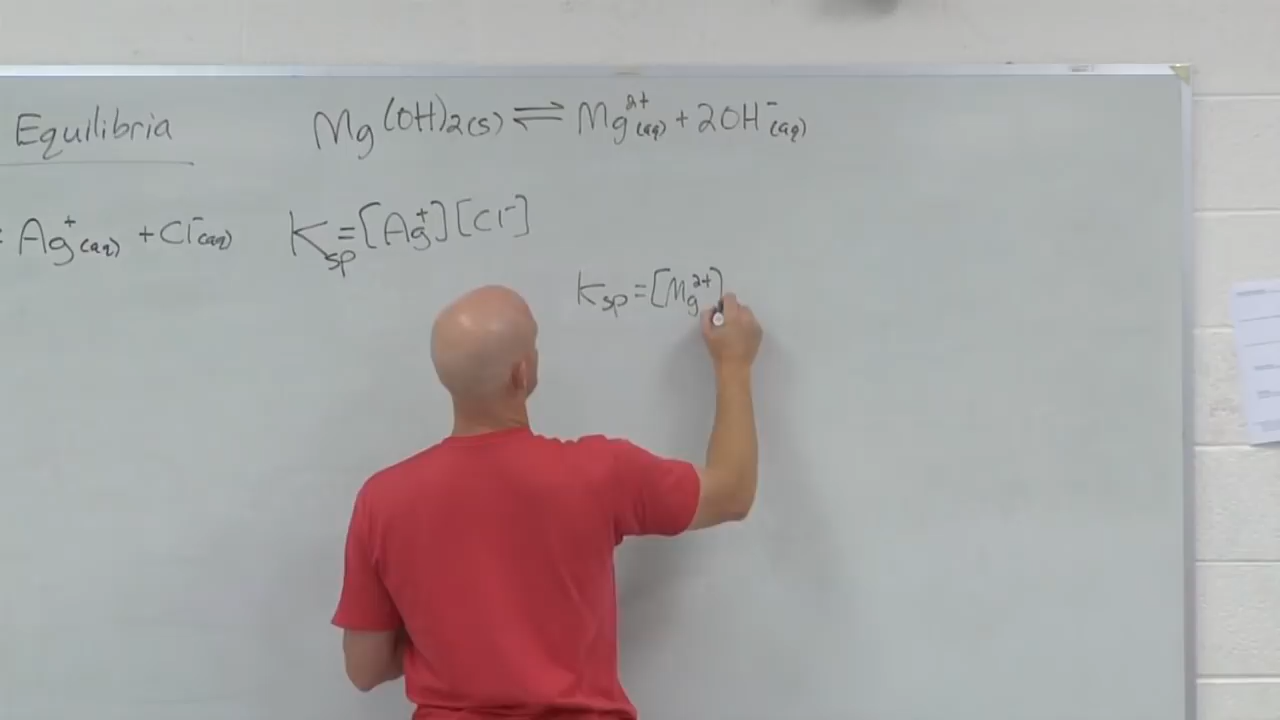 Equilibria
Mg(OH)₂(s) ⇌ Mg²⁺(aq) + 2OH⁻(aq)
: Ag⁺(aq) + Cl⁻(aq)
Ksp = [Ag⁺][Cl⁻]
Ksp = [Mg²⁺]